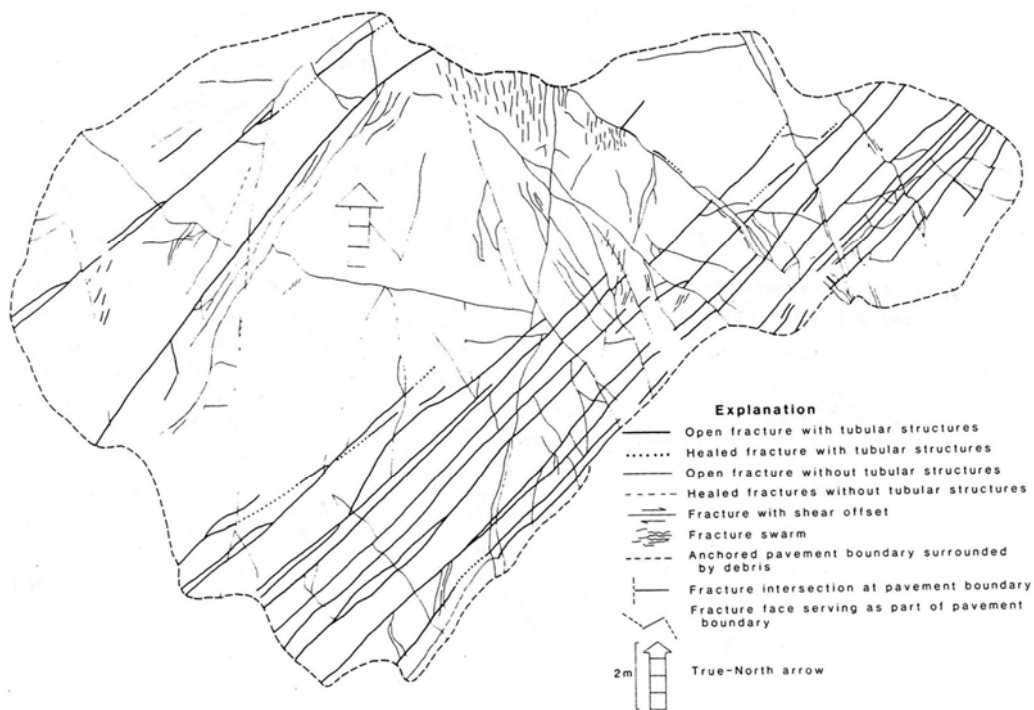 Explanation
Open fracture with tubular structures
Healed fracture with tubular structures
Open fracture without tubular structures
Healed fractures without tubular structures
Fracture with shear offset
Fracture swarm
Anchored pavement boundary surrounded
by debris
Fracture intersection at pavement boundary
Fracture face serving as part of pavement
boundary
2m
True-North arrow